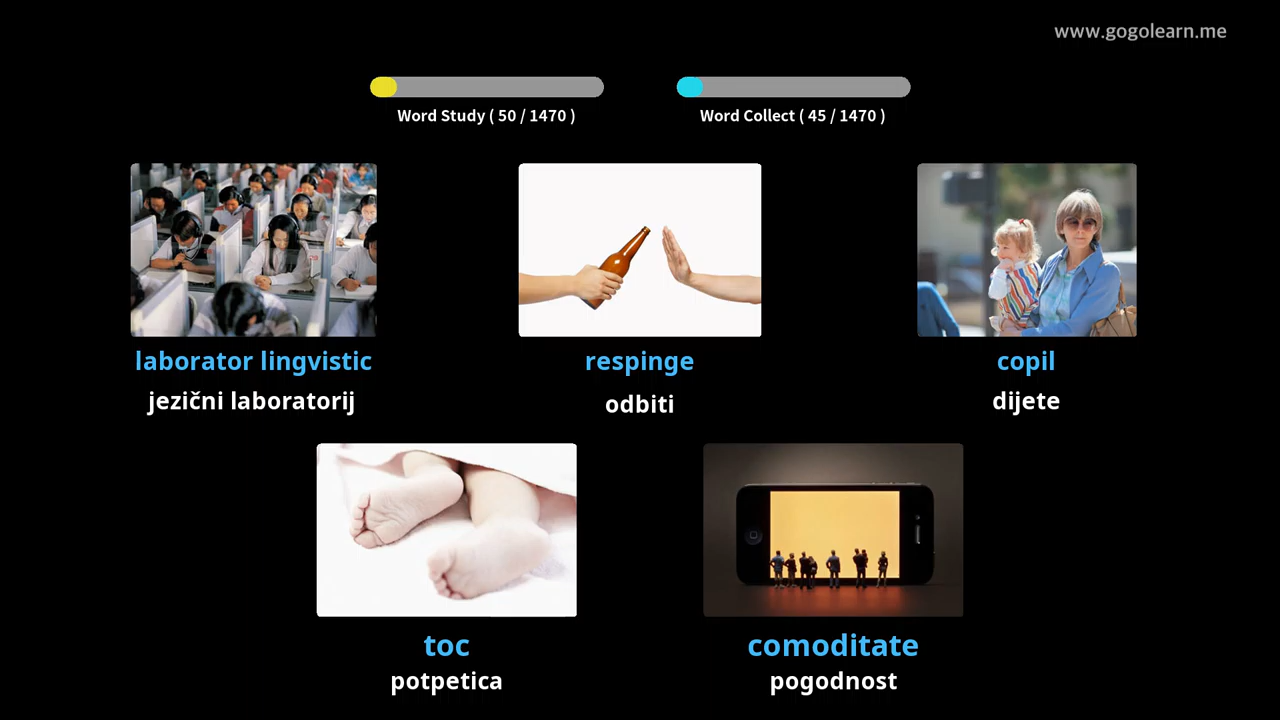 www.gogolearn.me
Word Study ( 50 / 1470 )
Word Collect ( 45 / 1470 )
laborator lingvistic
jezični laboratorij
respinge
odbiti
copil
dijete
toc
potpetica
comoditate
pogodnost